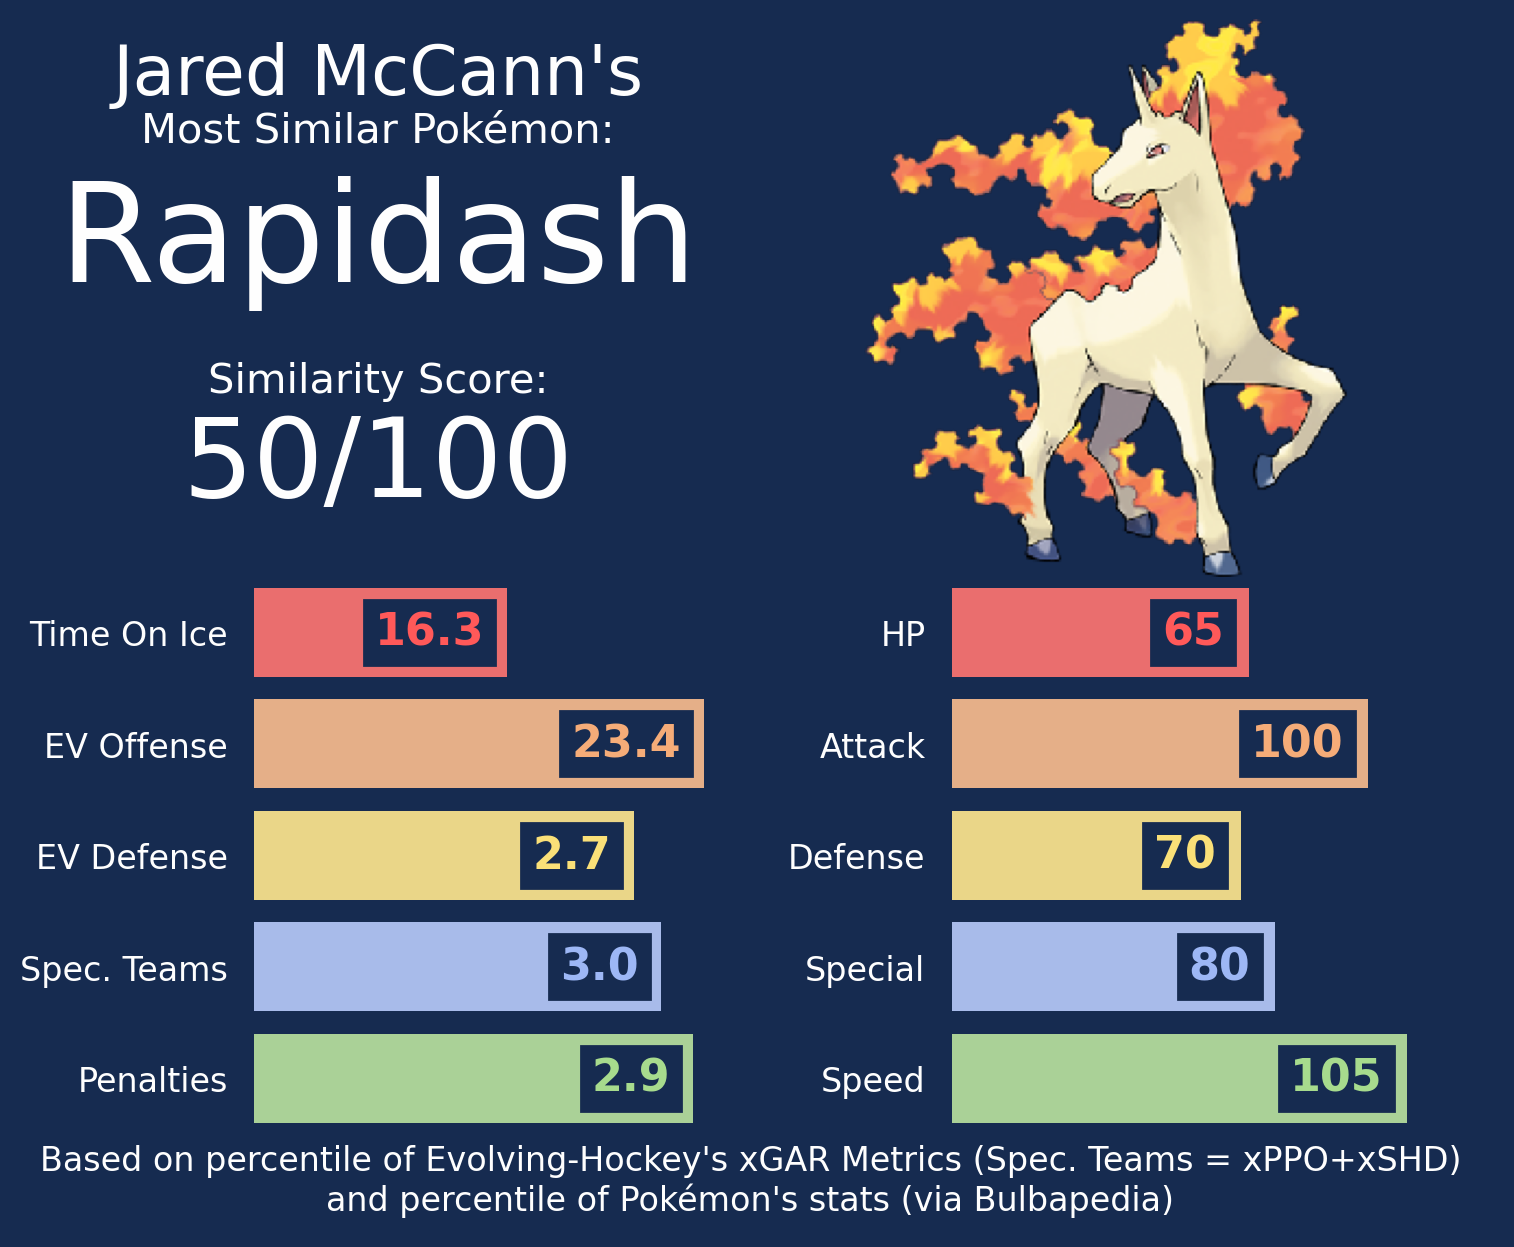 Jared McCann's
Most Similar Pokémon:
Rapidash
Similarity Score:
50/100
Time On Ice 16.3
EV Offense 23.4
EV Defense 2.7
Spec. Teams 3.0
Penalties 2.9
HP 65
Attack 100
Defense 70
Special 80
Speed 105
Based on percentile of Evolving-Hockey's xGAR Metrics (Spec. Teams = xPPO+xSHD)
and percentile of Pokémon's stats (via Bulbapedia)